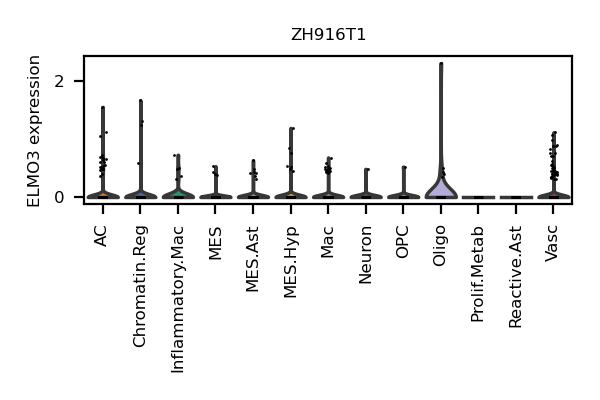 ZH916T1
ELMO3 expression
2
0
AC
Chromatin.Reg
Inflammatory.Mac
MES
MES.Ast
MES.Hyp
Mac
Neuron
OPC
Oligo
Prolif.Metab
Reactive.Ast
Vasc